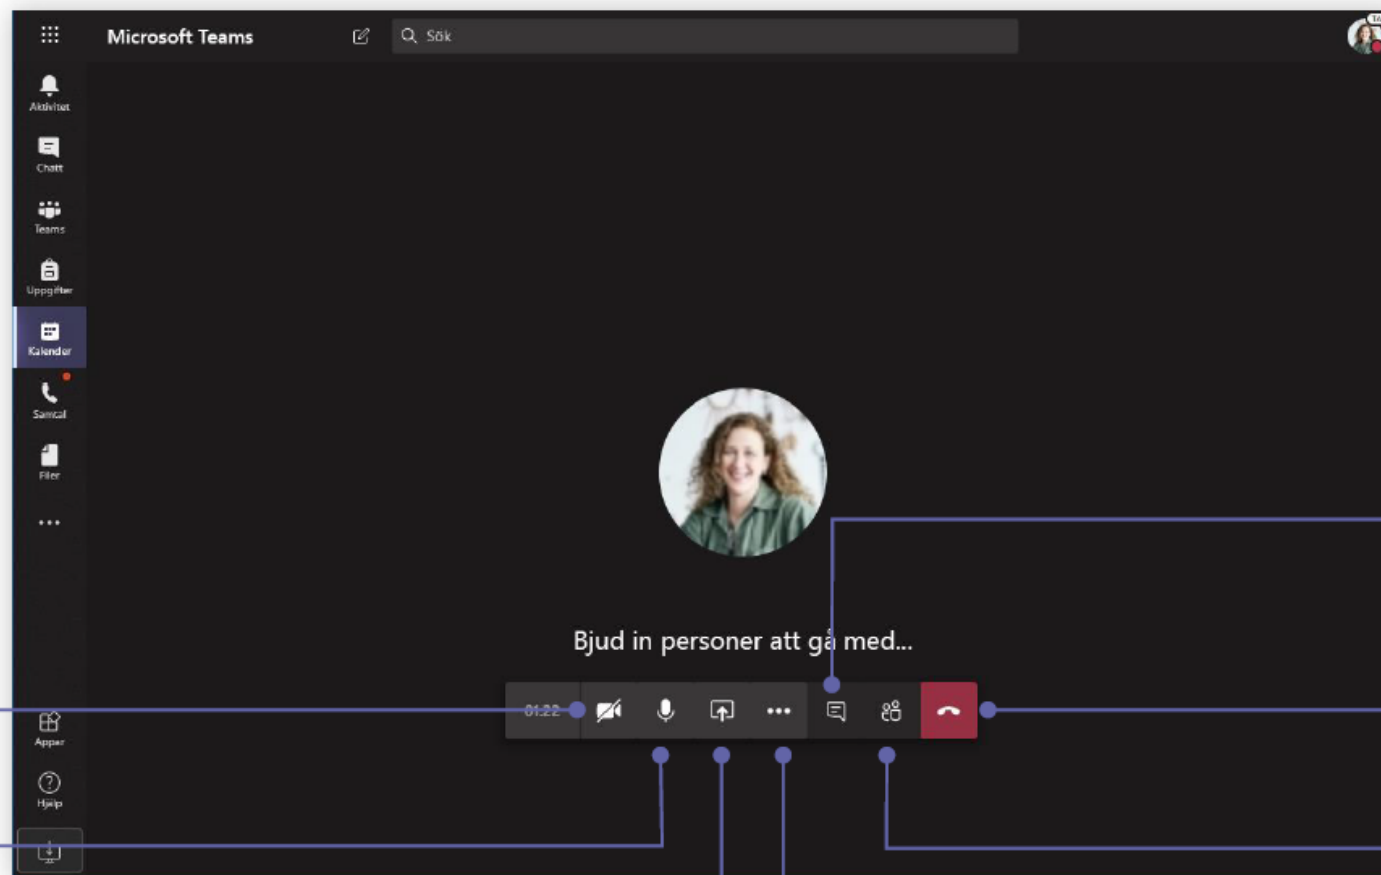 Microsoft Teams
Sök
Aktivitet
Chatt
Teams
Uppgifter
Kalender
Samtal
Filer
Bjud in personer att gå med...
01:22
Appar
Hjälp